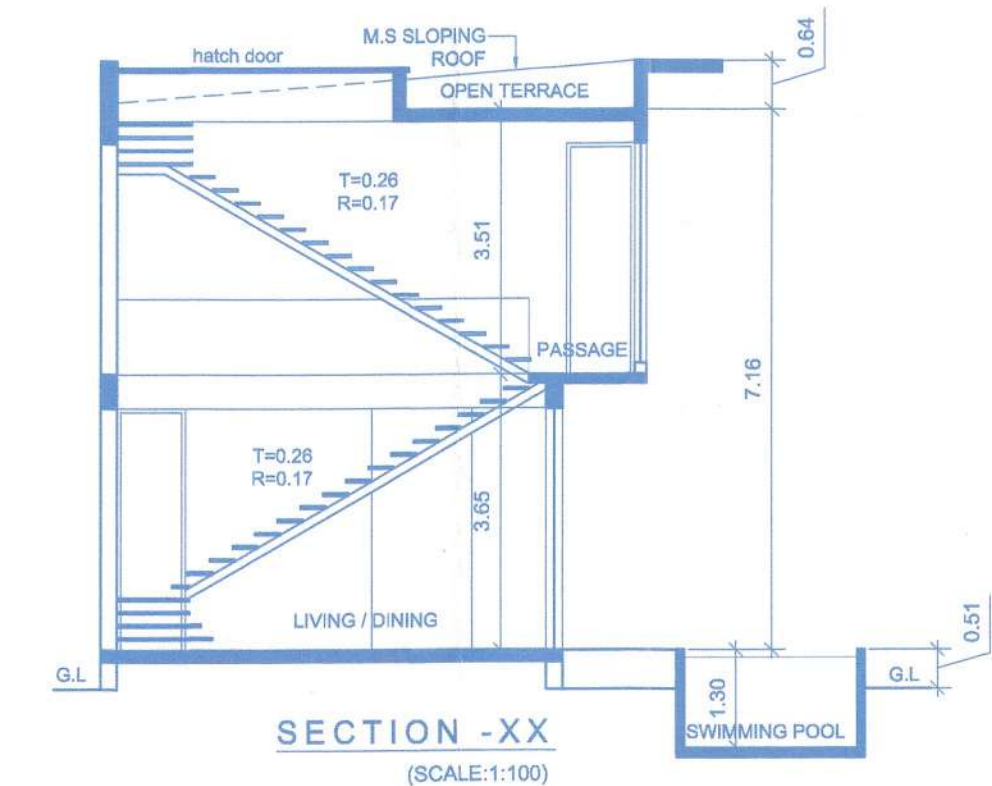 0.64
M.S SLOPING
ROOF
hatch door
OPEN TERRACE
T=0.26
R=0.17
3.51
PASSAGE
7.16
T=0.26
R=0.17
3.65
LIVING / DINING
0.51
G.L
G.L
1.30
SWIMMING POOL
SECTION -XX
(SCALE:1:100)